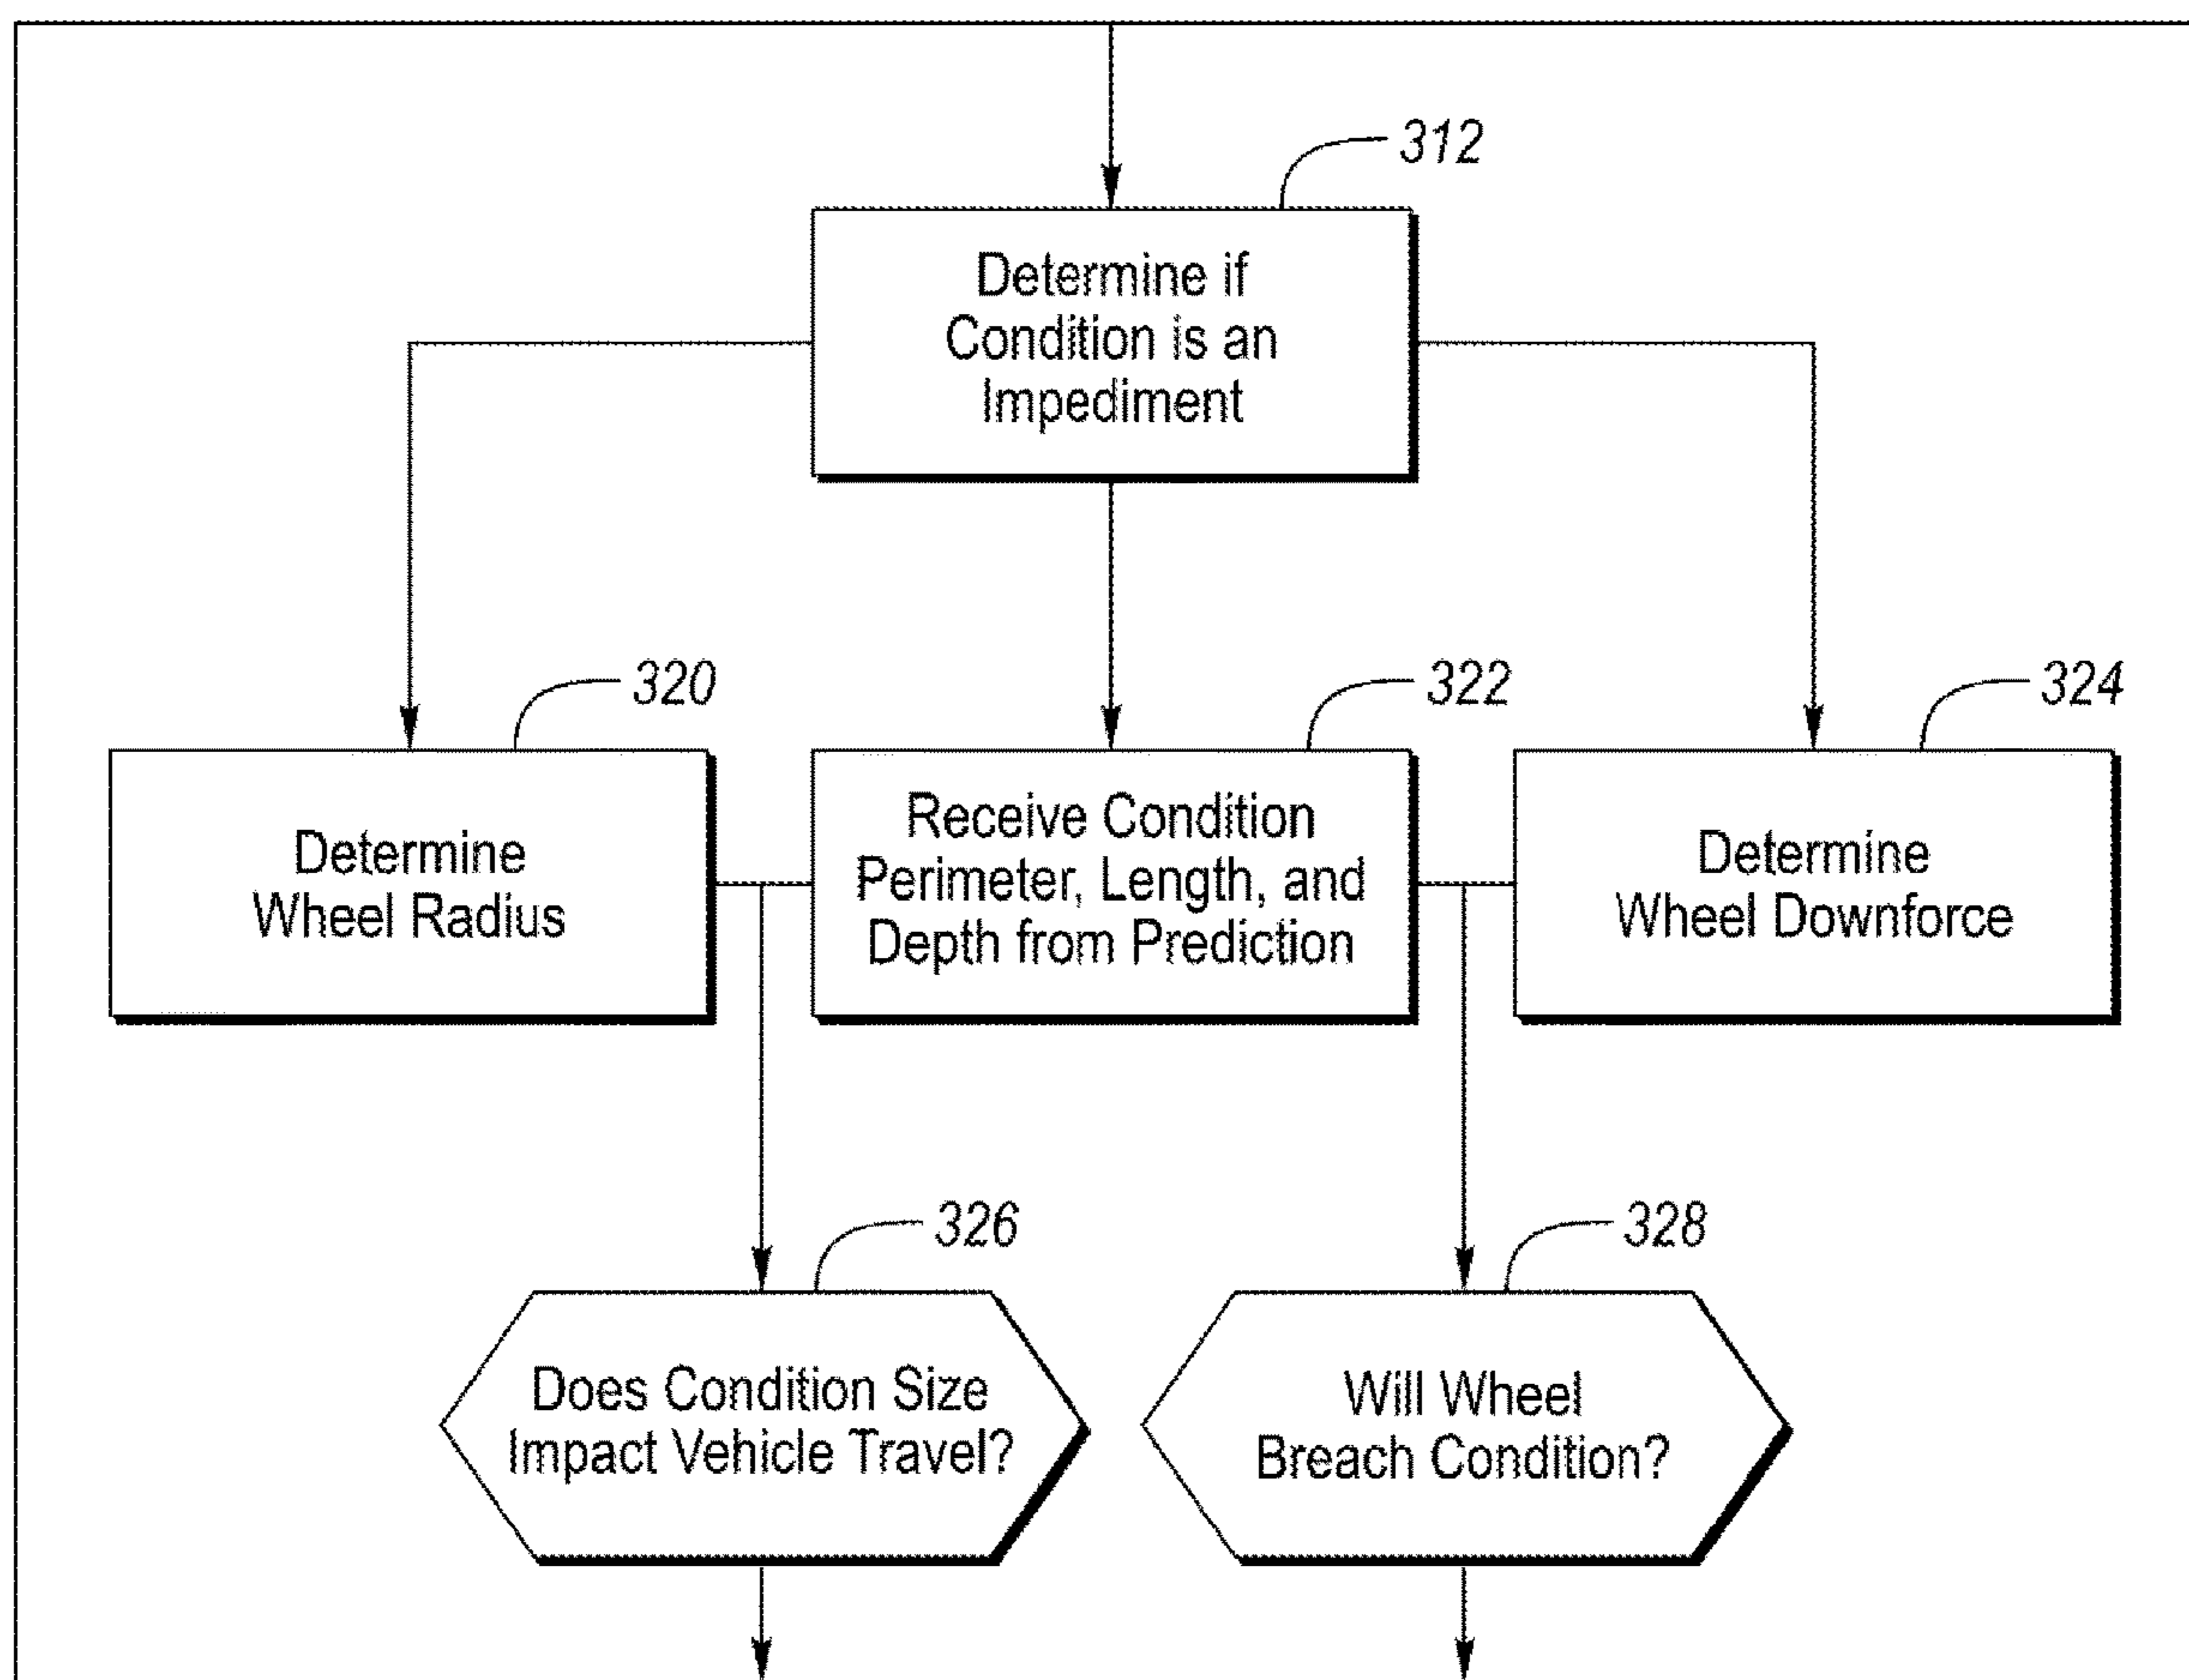 312
Determine if
Condition is an
Impediment
320
322
324
Determine
Wheel Radius
Receive Condition
Perimeter, Length, and
Depth from Prediction
Determine
Wheel Downforce
326
328
Does Condition Size
Impact Vehicle Travel?
Will Wheel
Breach Condition?